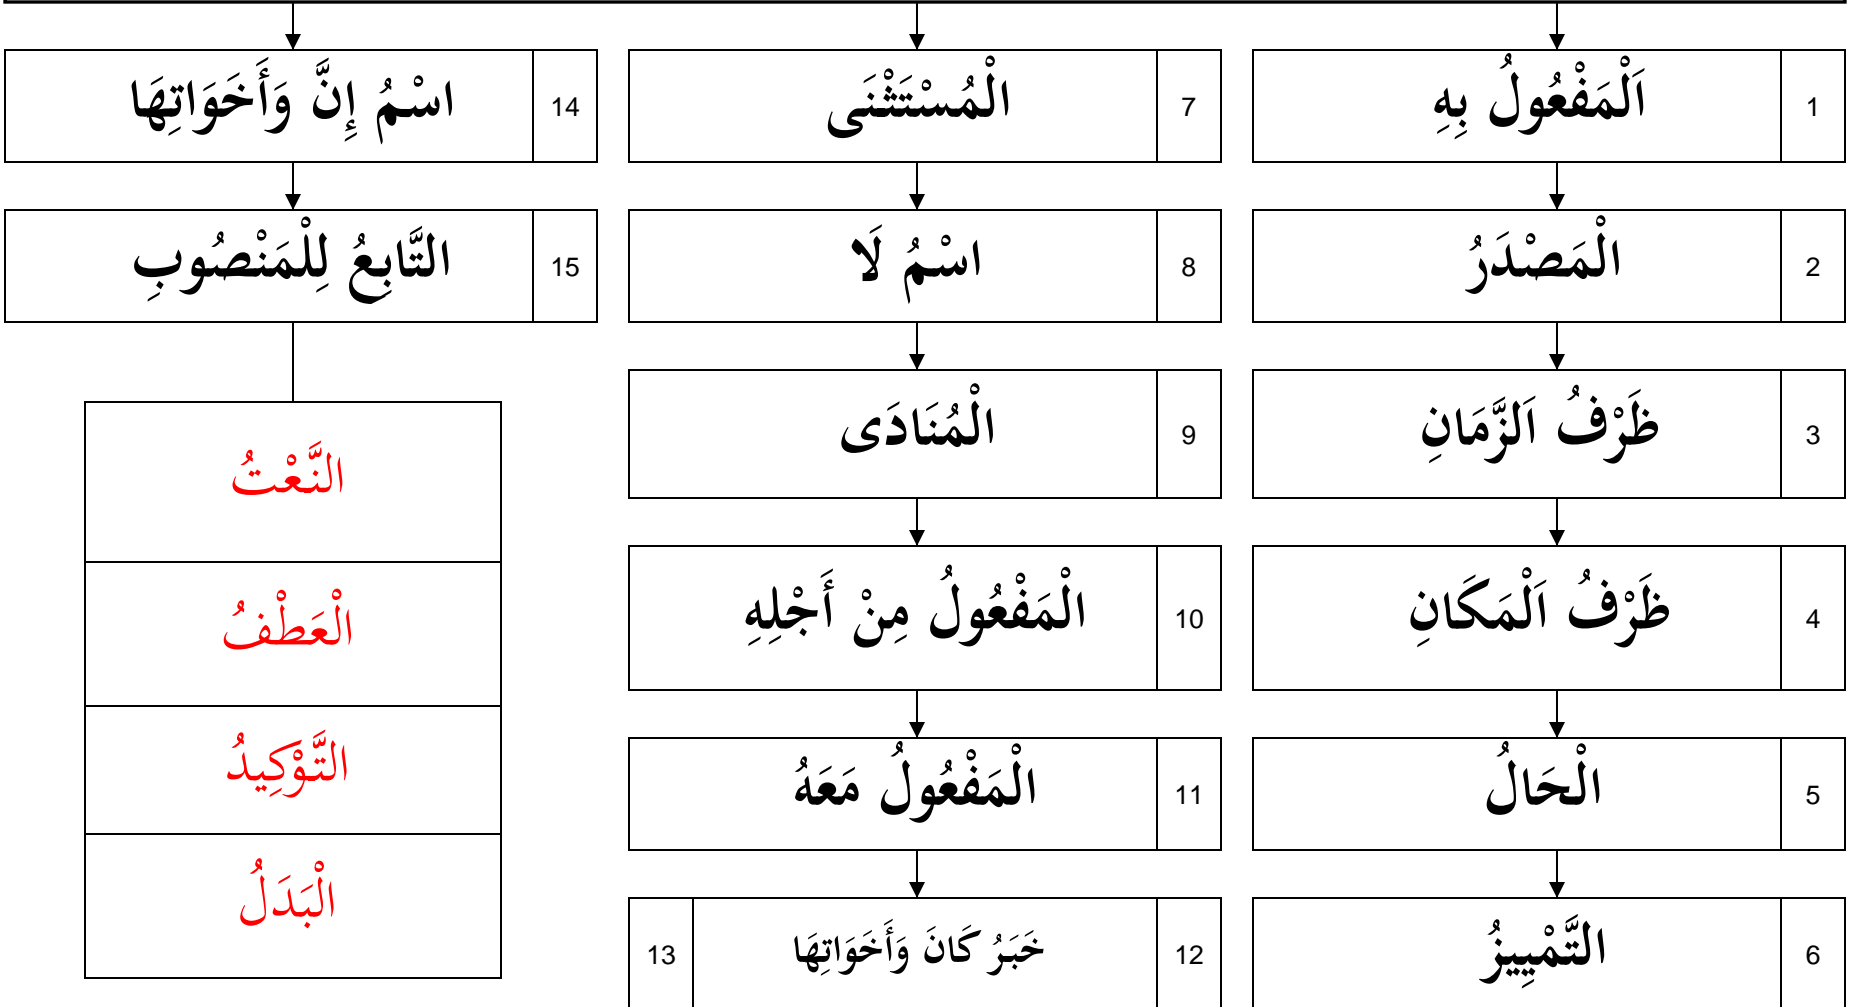 1 اَلْمَفْعُولُ بِهِ
2 الْمَصْدَرُ
3 ظَرْفُ اَلزَّمَانِ
4 ظَرْفُ اَلْمَكَانِ
5 الْحَالُ
6 التَّمْيِيزُ
7 الْمُسْتَثْنَى
8 اسْمُ لَا
9 الْمُنَادَى
10 الْمَفْعُولُ مِنْ أَجْلِهِ
11 الْمَفْعُولُ مَعَهُ
12 خَبَرُ كَانَ وَأَخَوَاتِهَا 13
14 اسْمُ إِنَّ وَأَخَوَاتِهَا
15 التَّابِعُ لِلْمَنْصُوبِ
النَّعْتُ
الْعَطْفُ
التَّوْكِيدُ
الْبَدَلُ